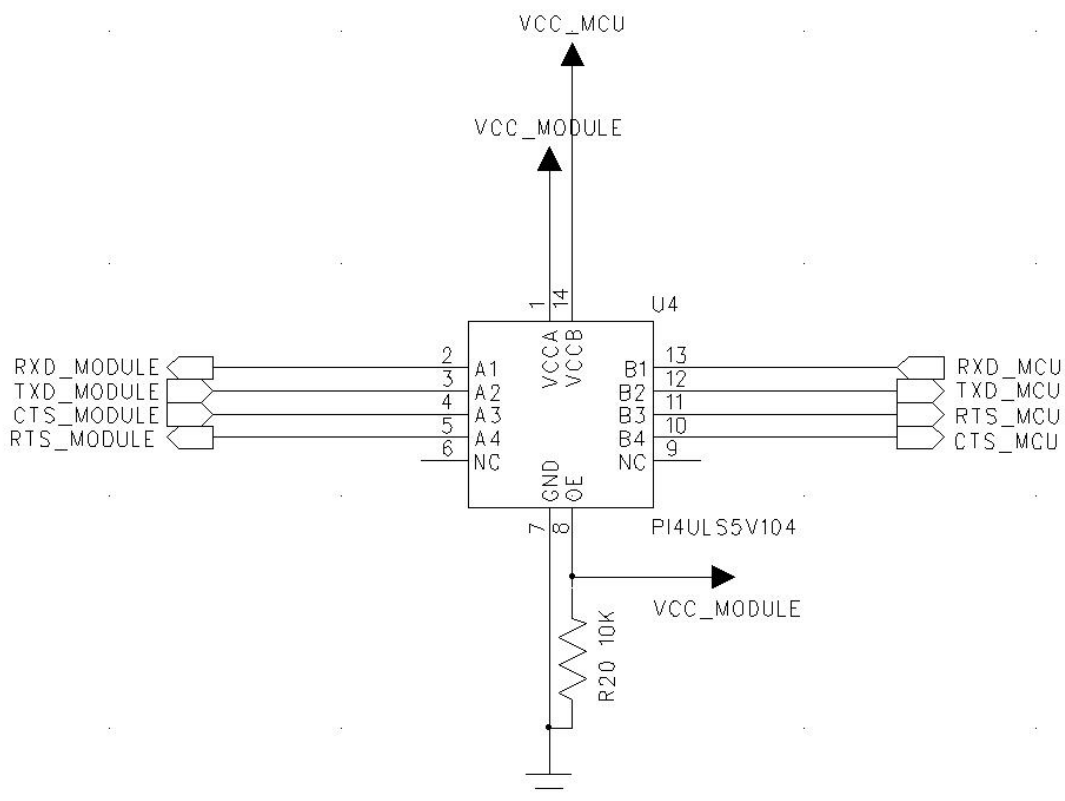 VCC_MCU
VCC_MODULE
1
14
U4
VCCA
VCCB
RXD_MODULE
2
A1
B1
13
RXD_MCU
TXD_MODULE
3
A2
B2
12
TXD_MCU
CTS_MODULE
4
A3
B3
11
RTS_MCU
RTS_MODULE
5
A4
B4
10
CTS_MCU
6
NC
NC
9
GND
OE
7
8
PI4ULS5V104
VCC_MODULE
R20 10K